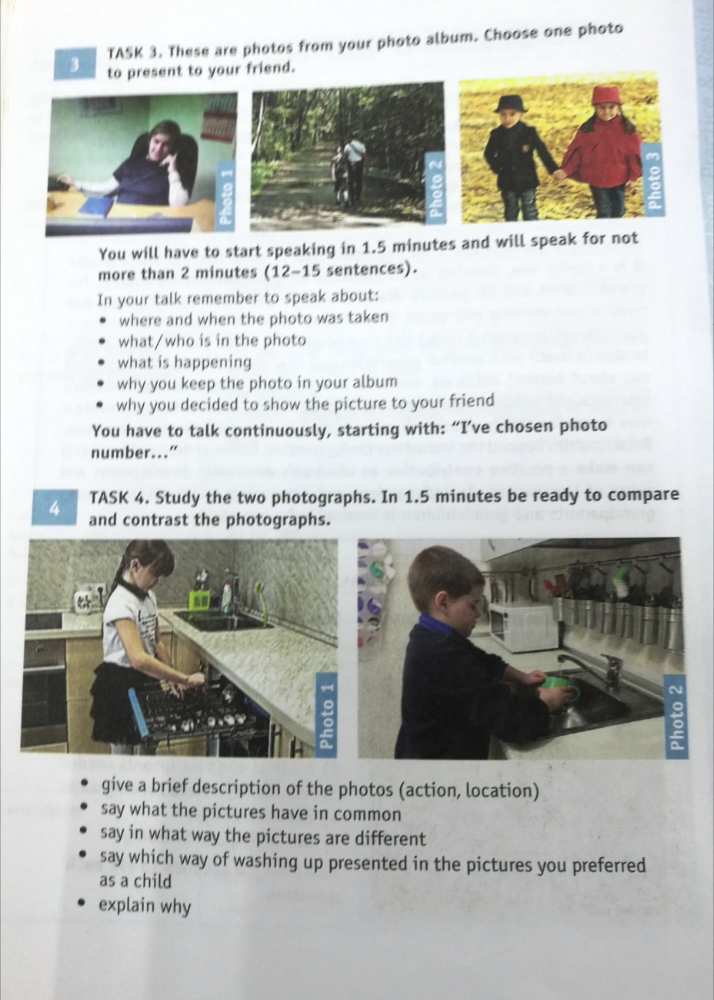 3
TASK 3. These are photos from your photo album. Choose one photo
to present to your friend.
Photo 1
Photo 2
Photo 3
You will have to start speaking in 1.5 minutes and will speak for not
more than 2 minutes (12–15 sentences).
In your talk remember to speak about:
• where and when the photo was taken
• what/who is in the photo
• what is happening
• why you keep the photo in your album
• why you decided to show the picture to your friend
You have to talk continuously, starting with: “I’ve chosen photo
number...”
4
TASK 4. Study the two photographs. In 1.5 minutes be ready to compare
and contrast the photographs.
Photo 1
Photo 2
• give a brief description of the photos (action, location)
• say what the pictures have in common
• say in what way the pictures are different
• say which way of washing up presented in the pictures you preferred
as a child
• explain why